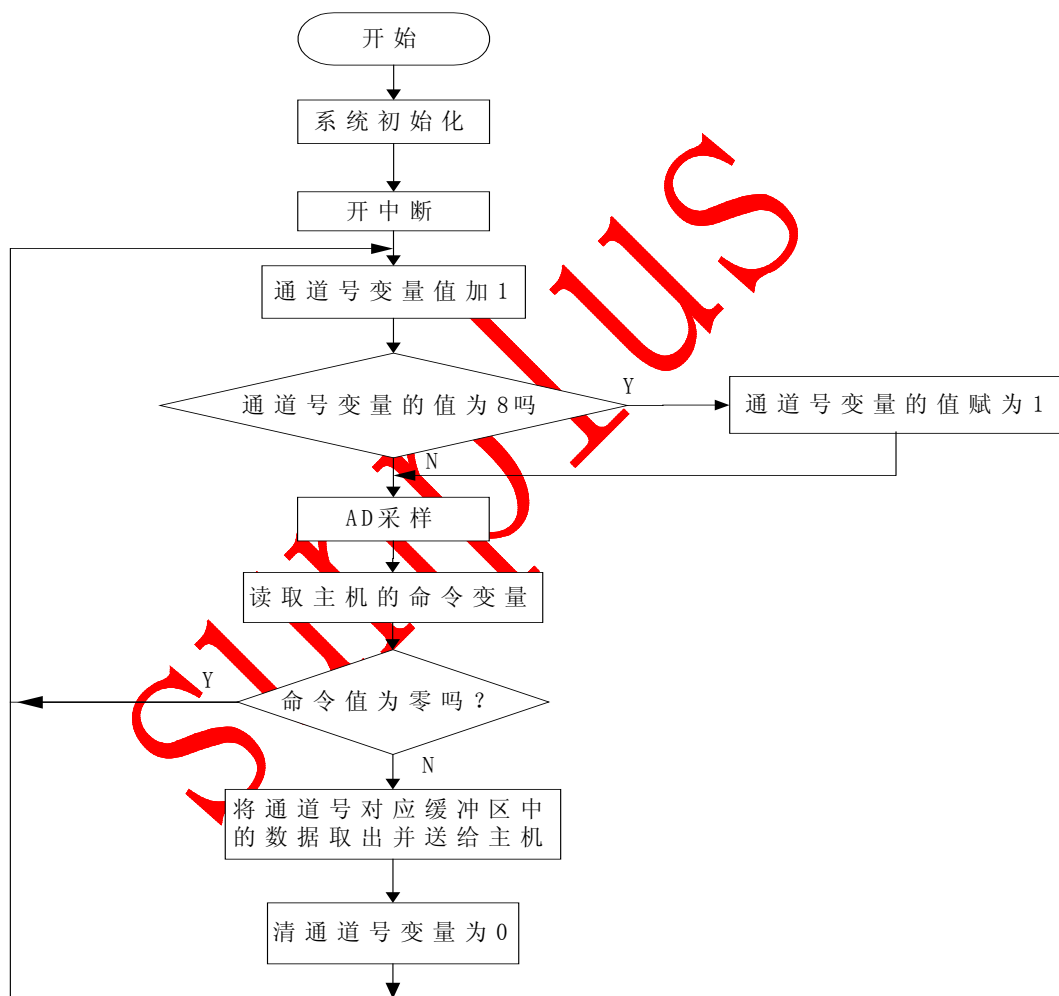 开始
系统初始化
开中断
通道号变量值加1
通道号变量的值为8吗
Y
通道号变量的值赋为1
N
AD采样
读取主机的命令变量
命令值为零吗?
Y
N
将通道号对应缓冲区中
的数据取出并送给主机
清通道号变量为0